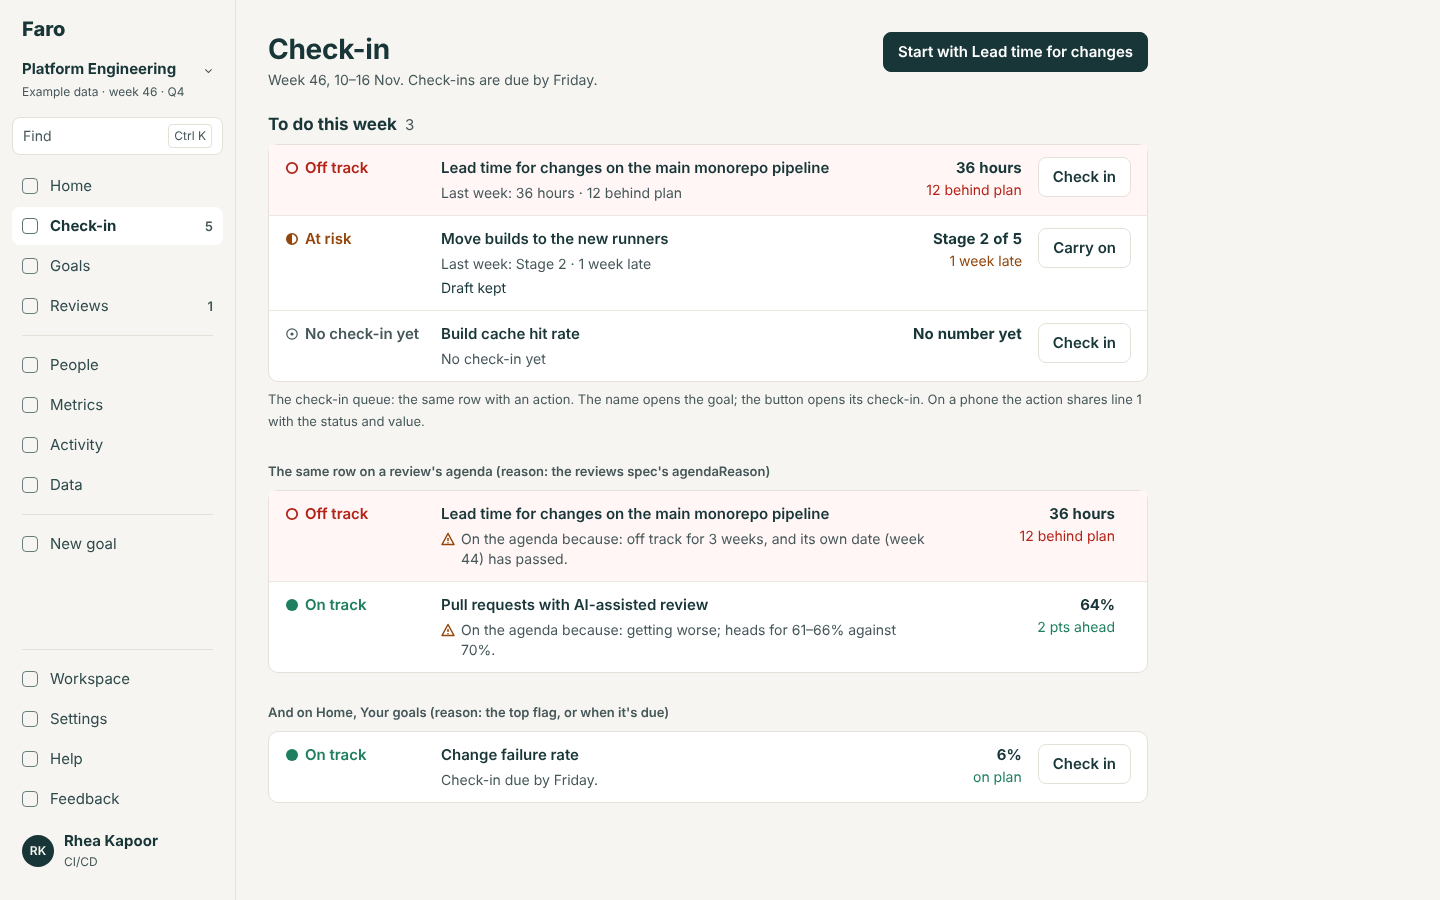 Faro
Platform Engineering
Example data · week 46 · Q4
Find
Ctrl K
Home
Check-in
5
Goals
Reviews
1
People
Metrics
Activity
Data
New goal
Workspace
Settings
Help
Feedback
RK
Rhea Kapoor
CI/CD
Check-in
Week 46, 10–16 Nov. Check-ins are due by Friday.
Start with Lead time for changes
To do this week 3
Off track
Lead time for changes on the main monorepo pipeline
Last week: 36 hours · 12 behind plan
36 hours
12 behind plan
Check in
At risk
Move builds to the new runners
Last week: Stage 2 · 1 week late
Draft kept
Stage 2 of 5
1 week late
Carry on
No check-in yet
Build cache hit rate
No check-in yet
No number yet
Check in
The check-in queue: the same row with an action. The name opens the goal; the button opens its check-in. On a phone the action shares line 1
with the status and value.
The same row on a review's agenda (reason: the reviews spec's agendaReason)
Off track
Lead time for changes on the main monorepo pipeline
On the agenda because: off track for 3 weeks, and its own date (week
44) has passed.
36 hours
12 behind plan
On track
Pull requests with AI-assisted review
On the agenda because: getting worse; heads for 61–66% against
70%.
64%
2 pts ahead
And on Home, Your goals (reason: the top flag, or when it's due)
On track
Change failure rate
Check-in due by Friday.
6%
on plan
Check in